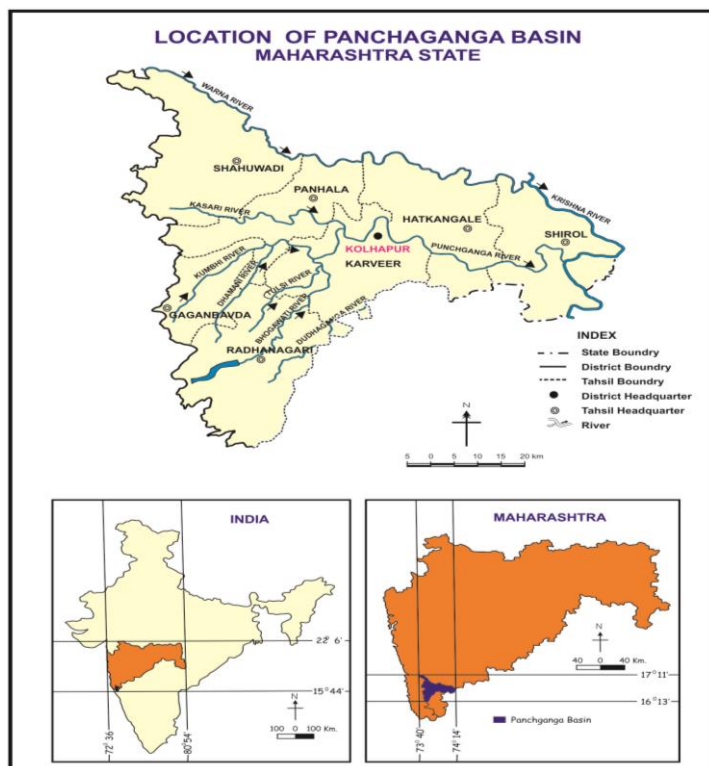 LOCATION OF PANCHAGANGA BASIN
MAHARASHTRA STATE
WARNA RIVER
SHAHUWADI
PANHALA
KRISHNA RIVER
KASARI RIVER
HATKANGALE
SHIROL
KOLHAPUR
PUNCHGANGA RIVER
KARVEER
KUMBHI RIVER
DHAMANI RIVER
TULSI RIVER
GAGANBAVDA
BHOGAWATI RIVER
DUDHAGANGA RIVER
RADHANAGARI
INDEX
State Boundry
District Boundry
Tahsil Boundry
District Headquarter
Tahsil Headquarter
River
N
5 0 5 10 15 20 km
INDIA
22° 6'
15° 44'
N
100 0 100 Km.
72° 36'
80° 54'
MAHARASHTRA
N
40 0 40 Km.
17° 11'
16° 13'
Panchganga Basin
73° 40'
74° 14'